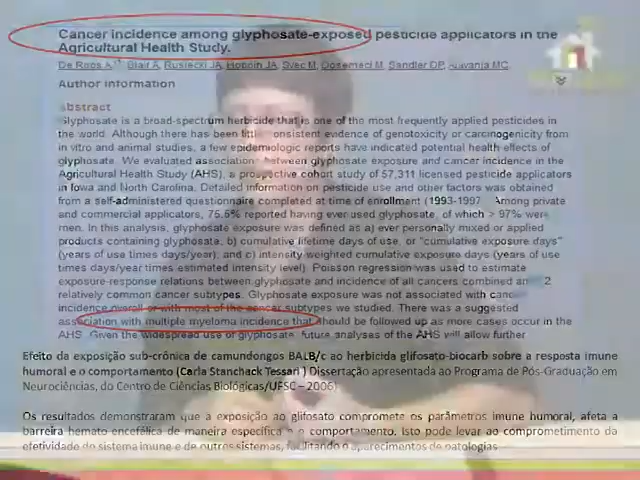 Cancer incidence among glyphosate-exposed pesticide applicators in the
Agricultural Health Study.
De Roos AJ, Blair A, Rusiecki JA, Hoppin JA, Svec M, Dosemeci M, Sandler DP, Alavanja MC.
Author information
abstract
Glyphosate is a broad-spectrum herbicide that is one of the most frequently applied pesticides in
the world. Although there has been little consistent evidence of genotoxicity or carcinogenicity from
in vitro and animal studies, a few epidemiologic reports have indicated potential health effects of
glyphosate. We evaluated associations between glyphosate exposure and cancer incidence in the
Agricultural Health Study (AHS), a prospective cohort study of 57,311 licensed pesticide applicators
in Iowa and North Carolina. Detailed information on pesticide use and other factors was obtained
from a self-administered questionnaire completed at time of enrollment (1993-1997). Among private
and commercial applicators, 75.5% reported having ever used glyphosate, of which > 97% were
men. In this analysis, glyphosate exposure was defined as a) ever personally mixed or applied
products containing glyphosate; b) cumulative lifetime days of use, or "cumulative exposure days"
(years of use times days/year); and c) intensity-weighted cumulative exposure days (years of use
times days/year times estimated intensity level). Poisson regression was used to estimate
exposure-response relations between glyphosate and incidence of all cancers combined and 12
relatively common cancer subtypes. Glyphosate exposure was not associated with cancer
incidence overall or with most of the cancer subtypes we studied. There was a suggested
association with multiple myeloma incidence that should be followed up as more cases occur in the
AHS. Given the widespread use of glyphosate, future analyses of the AHS will allow further
Efeito da exposição sub-crônica de camundongos BALB/c ao herbicida glifosato-biocarb sobre a resposta imune
humoral e o comportamento (Carla Stancheck Tessari ) Dissertação apresentada ao Programa de Pós-Graduação em
Neurociências, do Centro de Ciências Biológicas/UFSC – 2006)
Os resultados demonstraram que a exposição ao glifosato compromete os parâmetros imune humoral, afeta a
barreira hemato encefélica de maneira específica e o comportamento. Isto pode levar ao comprometimento da
efetividade do sistema imune e de outros sistemas, facilitando o aparecimentos de patologias